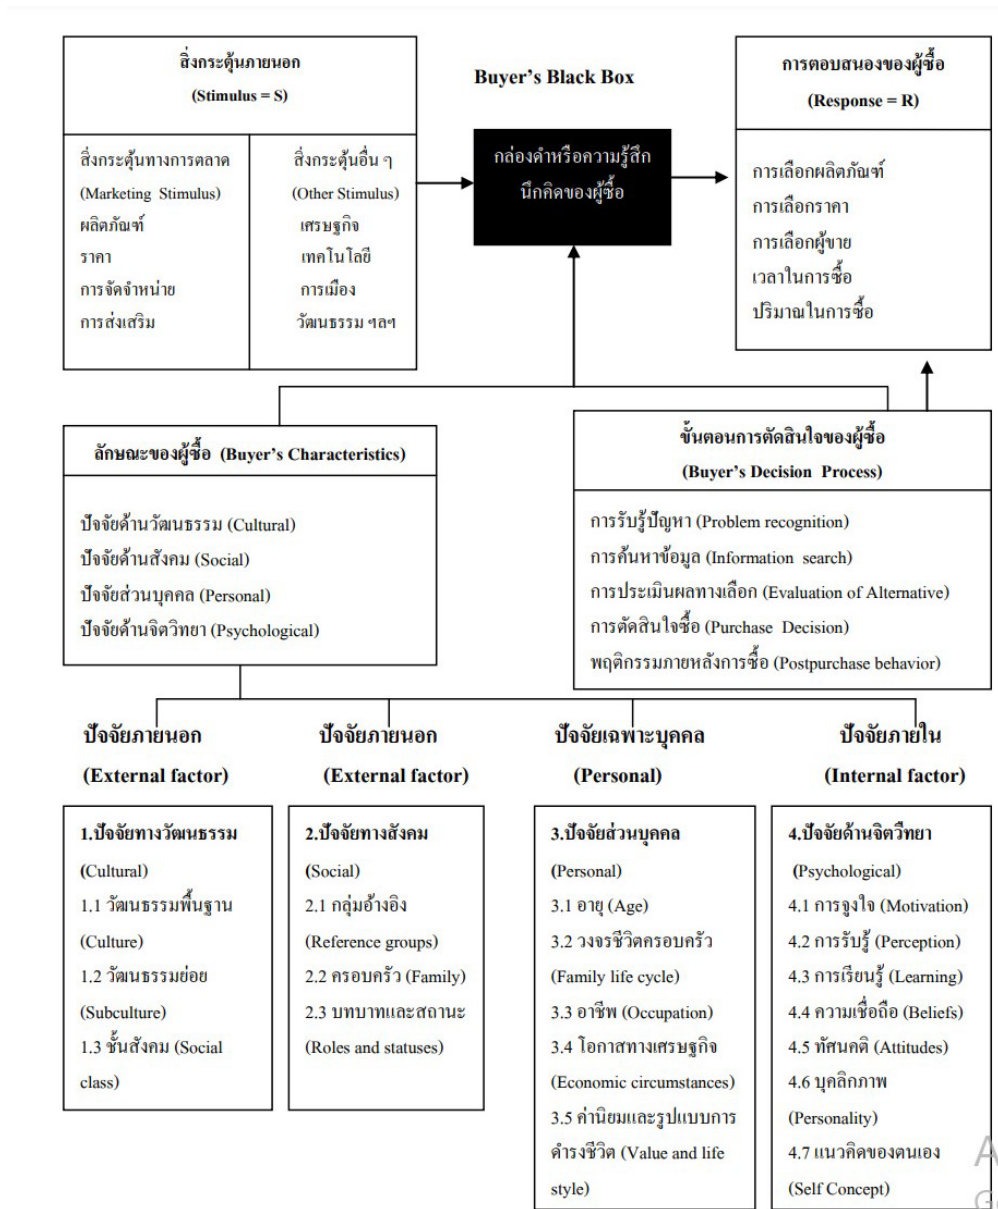 สิ่งกระตุ้นภายนอก
(Stimulus = S)
สิ่งกระตุ้นทางการตลาด
(Marketing Stimulus)
ผลิตภัณฑ์
ราคา
การจัดจำหน่าย
การส่งเสริม
สิ่งกระตุ้นอื่น ๆ
(Other Stimulus)
เศรษฐกิจ
เทคโนโลยี
การเมือง
วัฒนธรรม ฯลฯ
Buyer's Black Box
กล่องดำหรือความรู้สึก
นึกคิดของผู้ซื้อ
การตอบสนองของผู้ซื้อ
(Response = R)
การเลือกผลิตภัณฑ์
การเลือกราคา
การเลือกผู้ขาย
เวลาในการซื้อ
ปริมาณในการซื้อ
ลักษณะของผู้ซื้อ (Buyer's Characteristics)
ปัจจัยด้านวัฒนธรรม (Cultural)
ปัจจัยด้านสังคม (Social)
ปัจจัยส่วนบุคคล (Personal)
ปัจจัยด้านจิตวิทยา (Psychological)
ขั้นตอนการตัดสินใจของผู้ซื้อ
(Buyer's Decision Process)
การรับรู้ปัญหา (Problem recognition)
การค้นหาข้อมูล (Information search)
การประเมินผลทางเลือก (Evaluation of Alternative)
การตัดสินใจซื้อ (Purchase Decision)
พฤติกรรมภายหลังการซื้อ (Postpurchase behavior)
ปัจจัยภายนอก
(External factor)
1.ปัจจัยทางวัฒนธรรม
(Cultural)
1.1 วัฒนธรรมพื้นฐาน
(Culture)
1.2 วัฒนธรรมย่อย
(Subculture)
1.3 ชั้นสังคม (Social
class)
ปัจจัยภายนอก
(External factor)
2.ปัจจัยทางสังคม
(Social)
2.1 กลุ่มอ้างอิง
(Reference groups)
2.2 ครอบครัว (Family)
2.3 บทบาทและสถานะ
(Roles and statuses)
ปัจจัยเฉพาะบุคคล
(Personal)
3.ปัจจัยส่วนบุคคล
(Personal)
3.1 อายุ (Age)
3.2 วงจรชีวิตครอบครัว
(Family life cycle)
3.3 อาชีพ (Occupation)
3.4 โอกาสทางเศรษฐกิจ
(Economic circumstances)
3.5 ค่านิยมและรูปแบบการ
ดำรงชีวิต (Value and life
style)
ปัจจัยภายใน
(Internal factor)
4.ปัจจัยด้านจิตวิทยา
(Psychological)
4.1 การจูงใจ (Motivation)
4.2 การรับรู้ (Perception)
4.3 การเรียนรู้ (Learning)
4.4 ความเชื่อถือ (Beliefs)
4.5 ทัศนคติ (Attitudes)
4.6 บุคลิกภาพ
(Personality)
4.7 แนวคิดของตนเอง
(Self Concept)